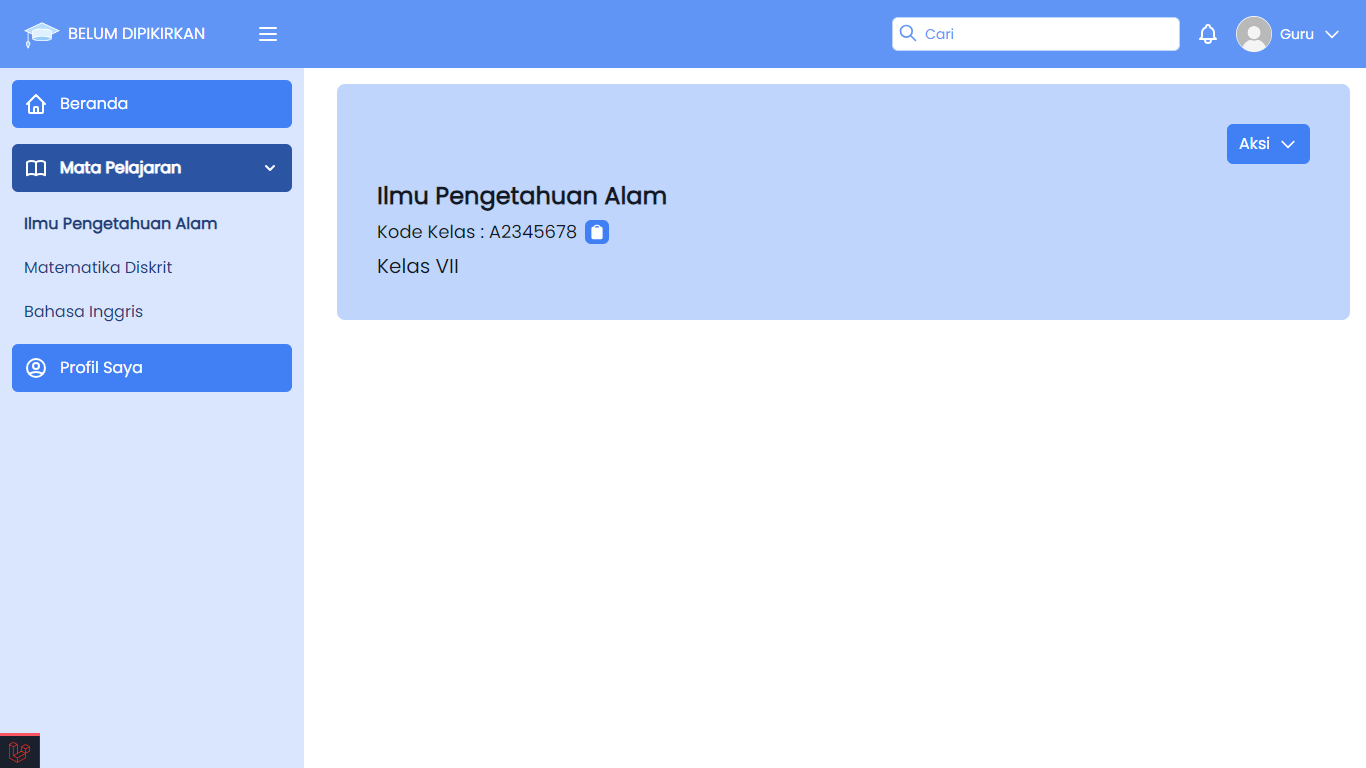 BELUM DIPIKIRKAN
Cari
Guru
Beranda
Mata Pelajaran
Ilmu Pengetahuan Alam
Matematika Diskrit
Bahasa Inggris
Profil Saya
Aksi
Ilmu Pengetahuan Alam
Kode Kelas : A2345678
Kelas VII